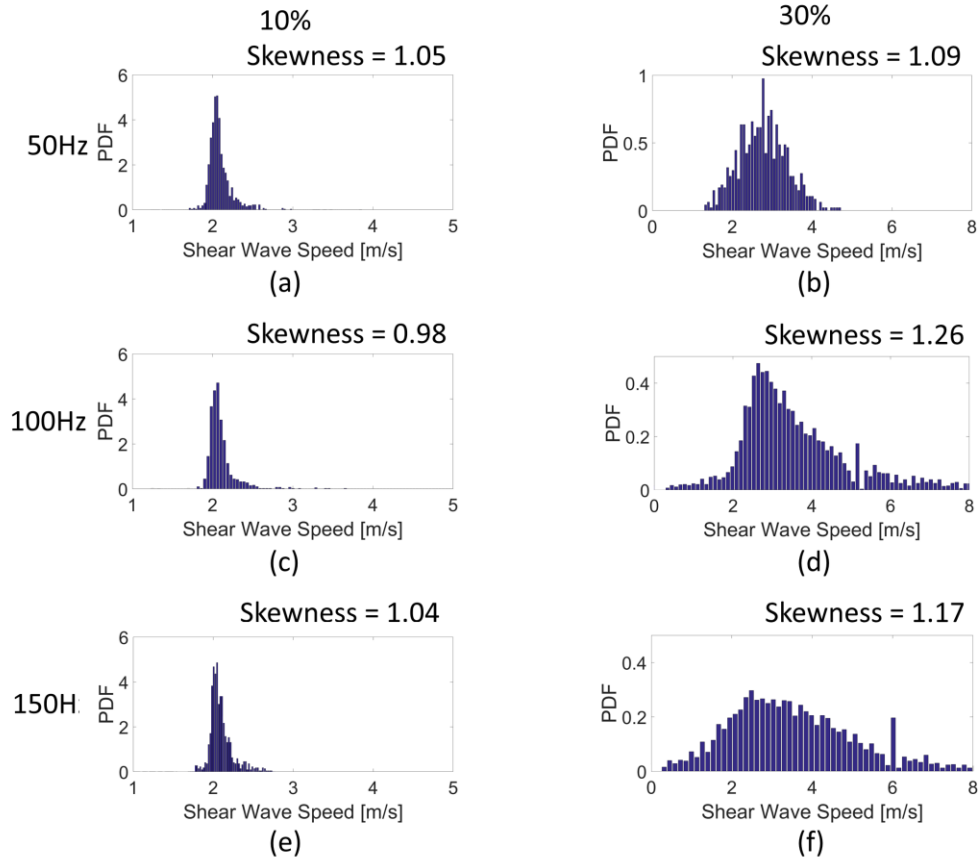 10%
30%
Skewness = 1.05
Skewness = 1.09
50Hz
PDF
6
4
2
0
1
2
3
4
5
Shear Wave Speed [m/s]
(a)
PDF
1
0.5
0
0
2
4
6
8
Shear Wave Speed [m/s]
(b)
Skewness = 0.98
Skewness = 1.26
100Hz
PDF
6
4
2
0
1
2
3
4
5
Shear Wave Speed [m/s]
(c)
PDF
0.4
0.2
0
0
2
4
6
8
Shear Wave Speed [m/s]
(d)
Skewness = 1.04
Skewness = 1.17
150H
PDF
6
4
2
0
1
2
3
4
5
Shear Wave Speed [m/s]
(e)
PDF
0.4
0.2
0
0
2
4
6
8
Shear Wave Speed [m/s]
(f)